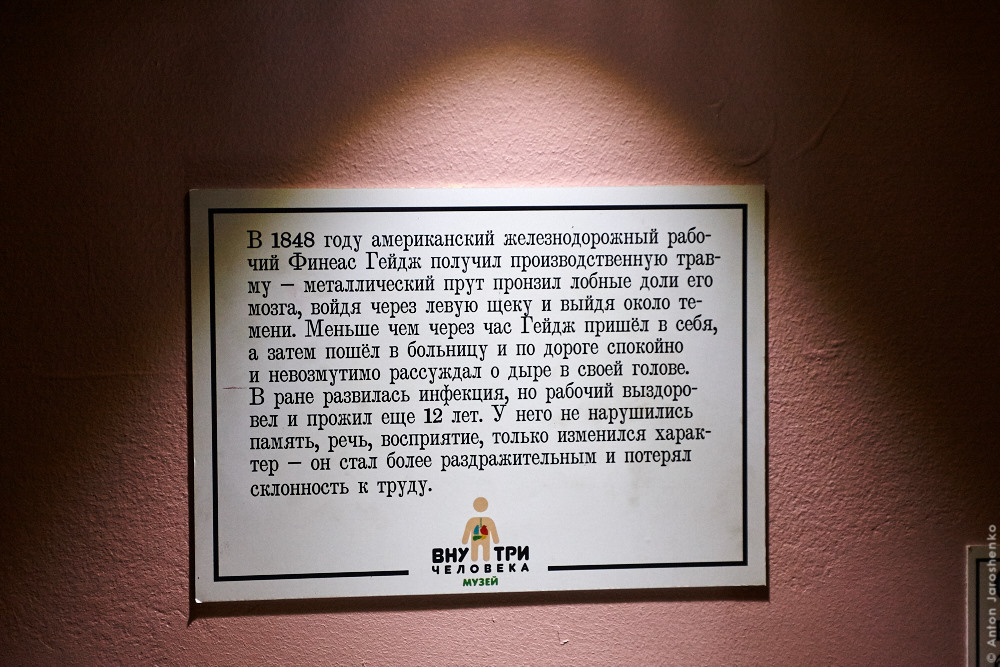 В 1848 году американский железнодорожный рабо-
чий Финеас Гейдж получил производственную трав-
му — металлический прут пронзил лобные доли его
мозга, войдя через левую щеку и выйдя около те-
мени. Меньше чем через час Гейдж пришёл в себя,
а затем пошёл в больницу и по дороге спокойно
и невозмутимо рассуждал о дыре в своей голове.
В ране развилась инфекция, но рабочий выздоро-
вел и прожил еще 12 лет. У него не нарушились
память, речь, восприятие, только изменился харак-
тер — он стал более раздражительным и потерял
склонность к труду.
ВНУТРИ
ЧЕЛОВЕКА
МУЗЕЙ
© Anton Jaroshenko